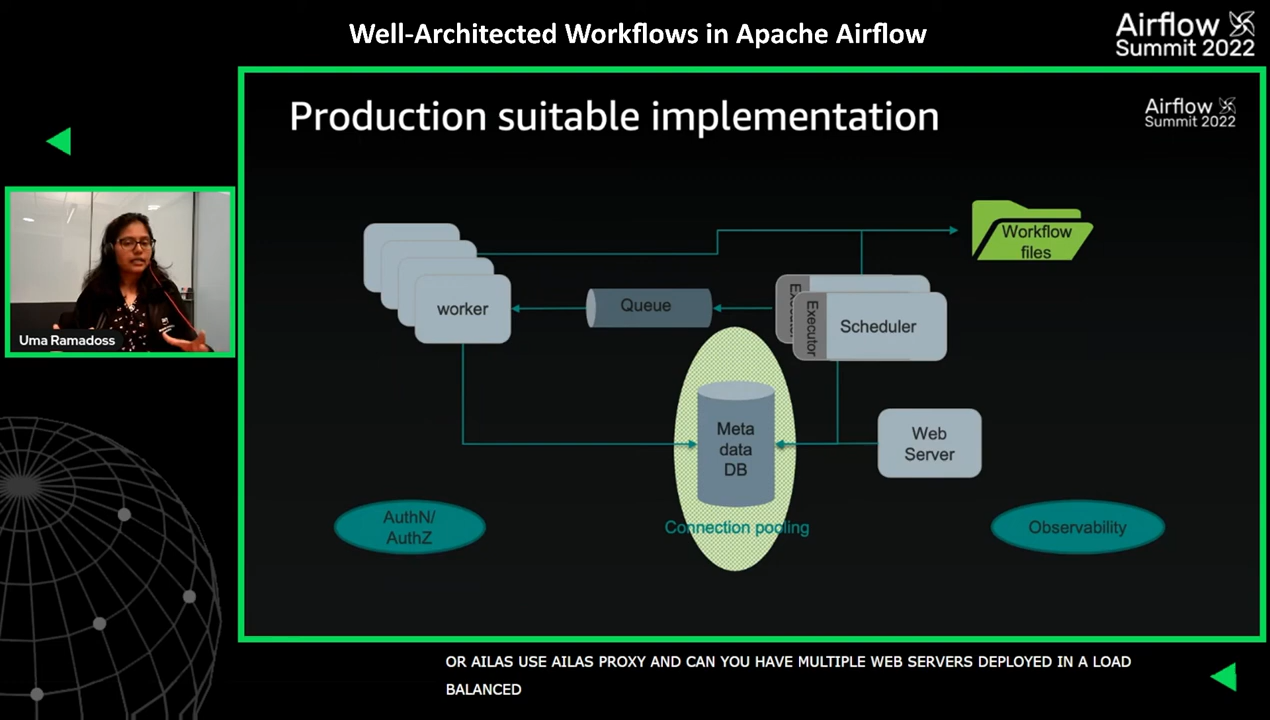 Well-Architected Workflows in Apache Airflow
Airflow
Summit 2022
Production suitable implementation
Airflow
Summit 2022
Workflow
files
worker
Queue
Executor
Scheduler
Meta
data
DB
Web
Server
Uma Ramadoss
AuthN/
AuthZ
Connection pooling
Observability
OR AILAS USE AILAS PROXY AND CAN YOU HAVE MULTIPLE WEB SERVERS DEPLOYED IN A LOAD
BALANCED